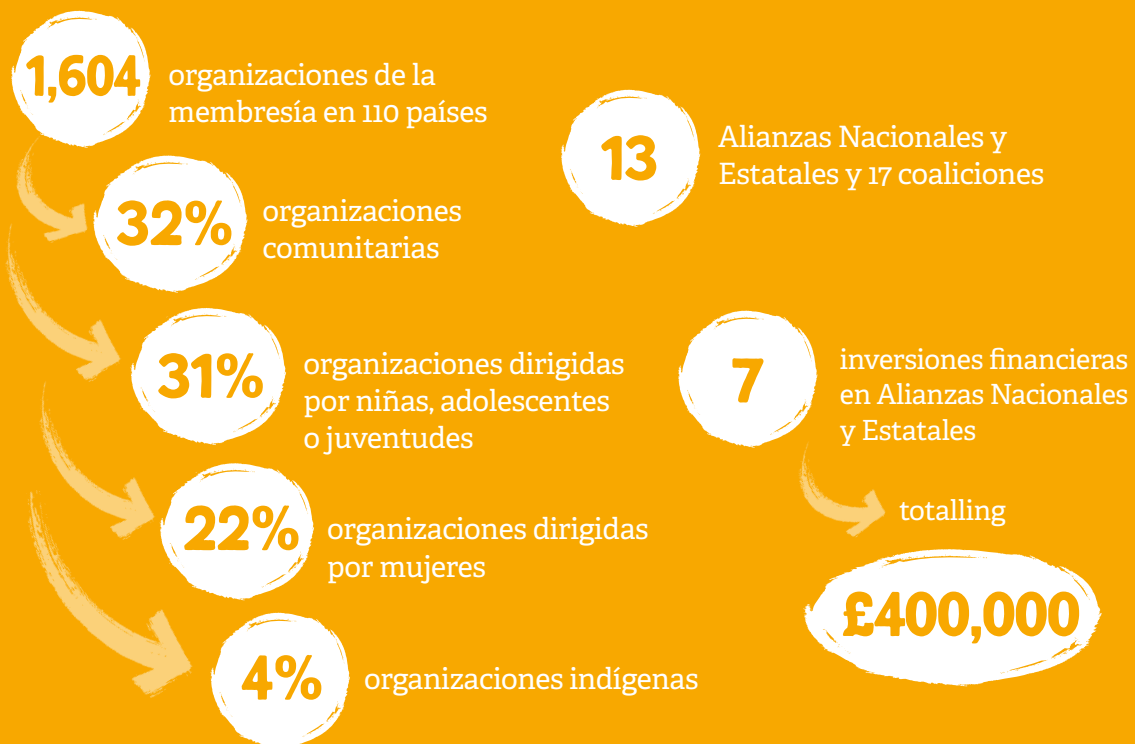 1,604
organizaciones de la
membresía en 110 países
32%
organizaciones
comunitarias
31%
organizaciones dirigidas
por niñas, adolescentes
o juventudes
22%
organizaciones dirigidas
por mujeres
4%
organizaciones indígenas
13
Alianzas Nacionales y
Estatales y 17 coaliciones
7
inversiones financieras
en Alianzas Nacionales
y Estatales
totalling
£400,000